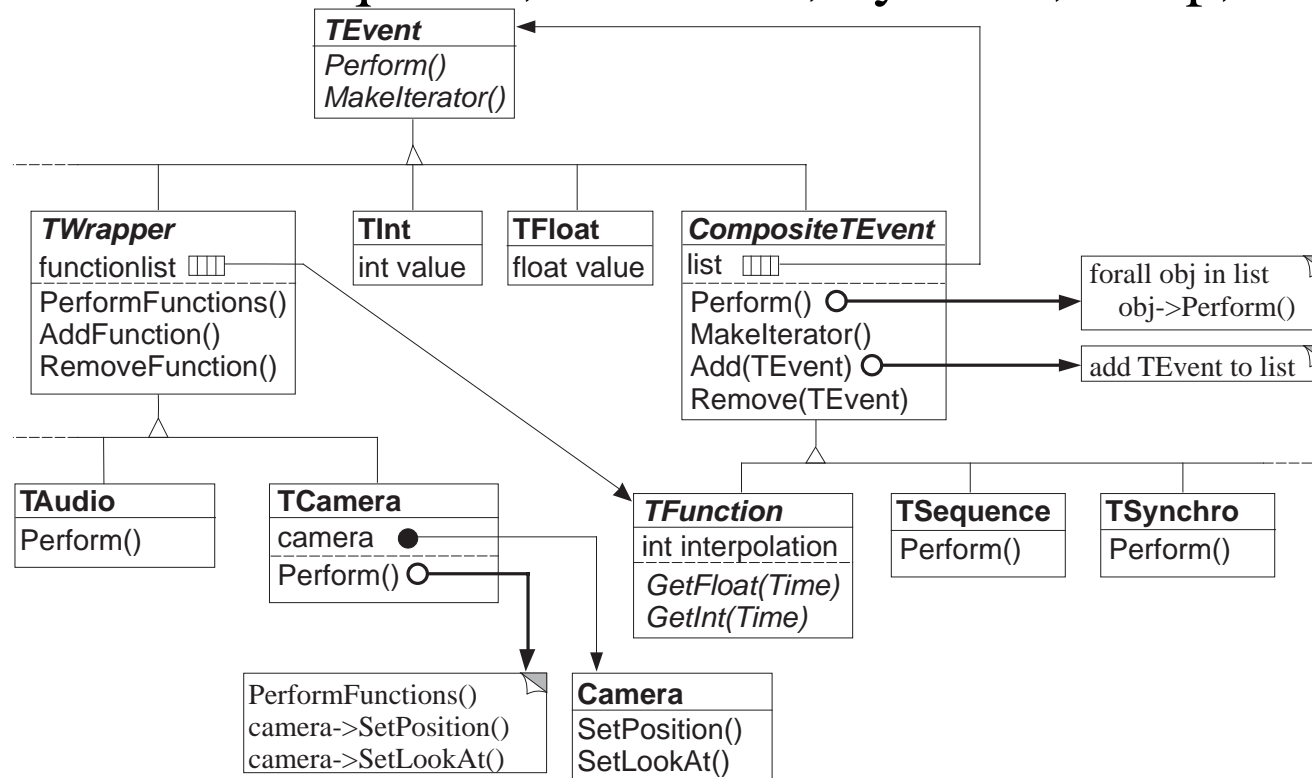 TEvent
Perform()
MakeIterator()
TWrapper
functionlist
PerformFunctions()
AddFunction()
RemoveFunction()
TInt
int value
TFloat
float value
CompositeTEvent
list
Perform()
MakeIterator()
Add(TEvent)
Remove(TEvent)
forall obj in list
obj->Perform()
add TEvent to list
TAudio
Perform()
TCamera
camera
Perform()
TFunction
int interpolation
GetFloat(Time)
GetInt(Time)
TSequence
Perform()
TSynchro
Perform()
PerformFunctions()
camera->SetPosition()
camera->SetLookAt()
Camera
SetPosition()
SetLookAt()